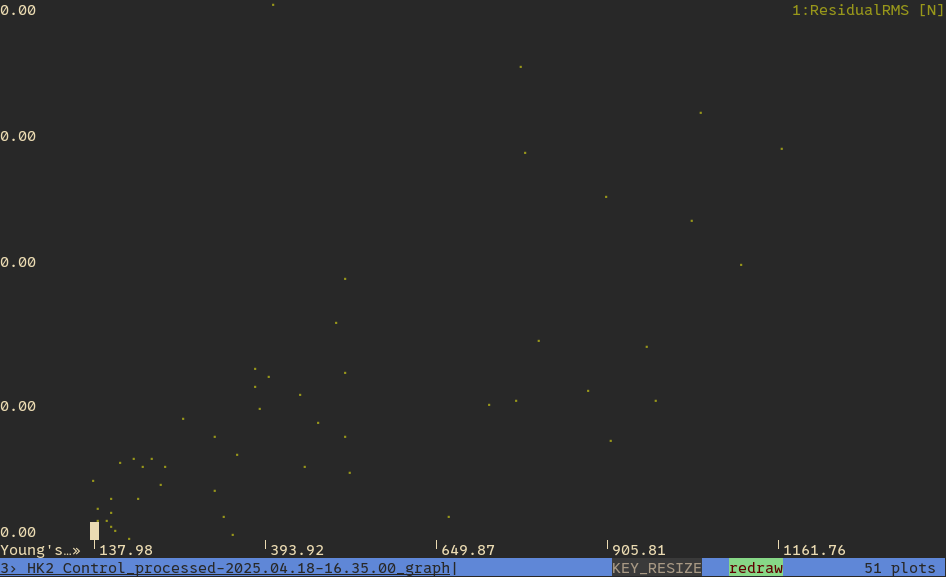 0.00 1:ResidualRMS [N]
0.00
0.00
0.00
0.00
Young's…» 137.98 393.92 649.87 905.81 1161.76
3› HK2 Control_processed-2025.04.18-16.35.00_graph| KEY_RESIZE redraw 51 plots